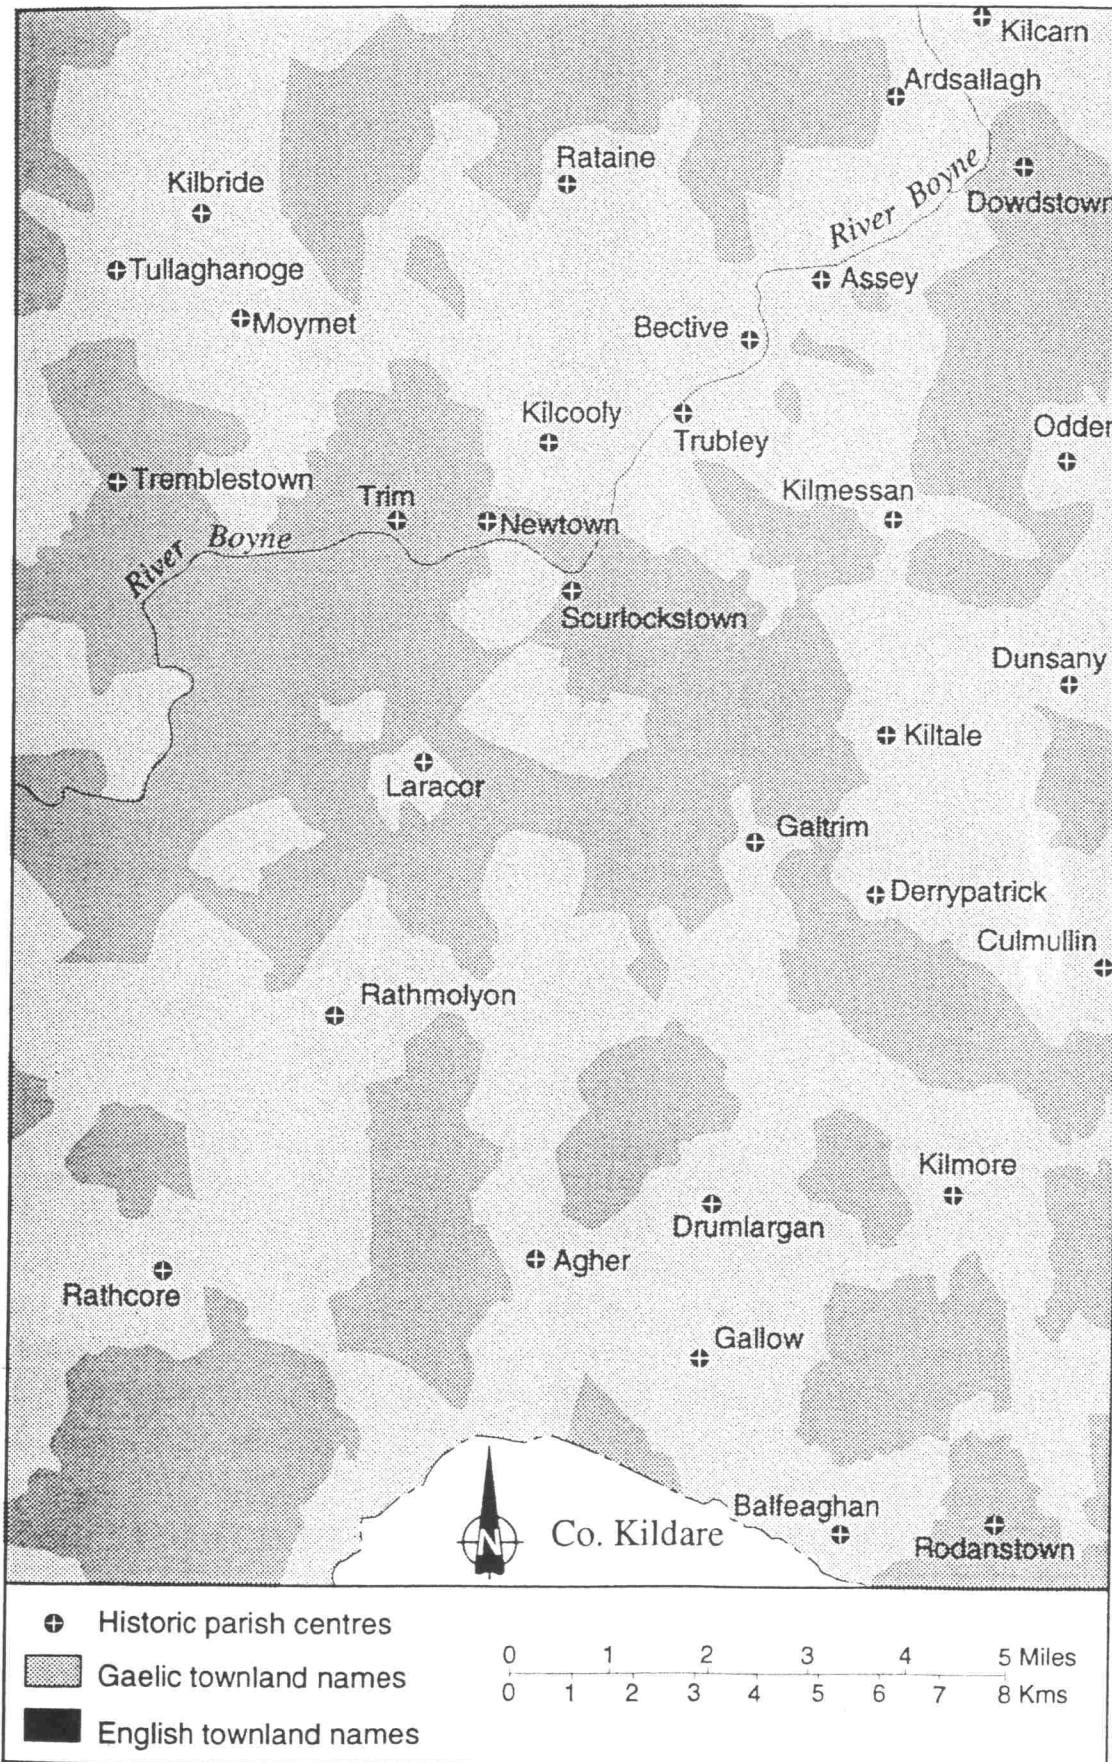 Kilcarn
Ardsallagh
Rataine
Kilbride
River Boyne
Dowdstown
Tullaghanoge
Assey
Moymet
Bective
Kilcooly
Trubley
Odder
Tremblestown
Kilmessan
Trim
Newtown
River Boyne
Scurlockstown
Dunsany
Kiltale
Laracor
Galtrim
Derrypatrick
Culmullin
Rathmolyon
Kilmore
Drumlargan
Agher
Rathcore
Gallow
Balfeaghan
N
Co. Kildare
Rodanstown
Historic parish centres
Gaelic townland names
English townland names
0 1 2 3 4 5 Miles
0 1 2 3 4 5 6 7 8 Kms